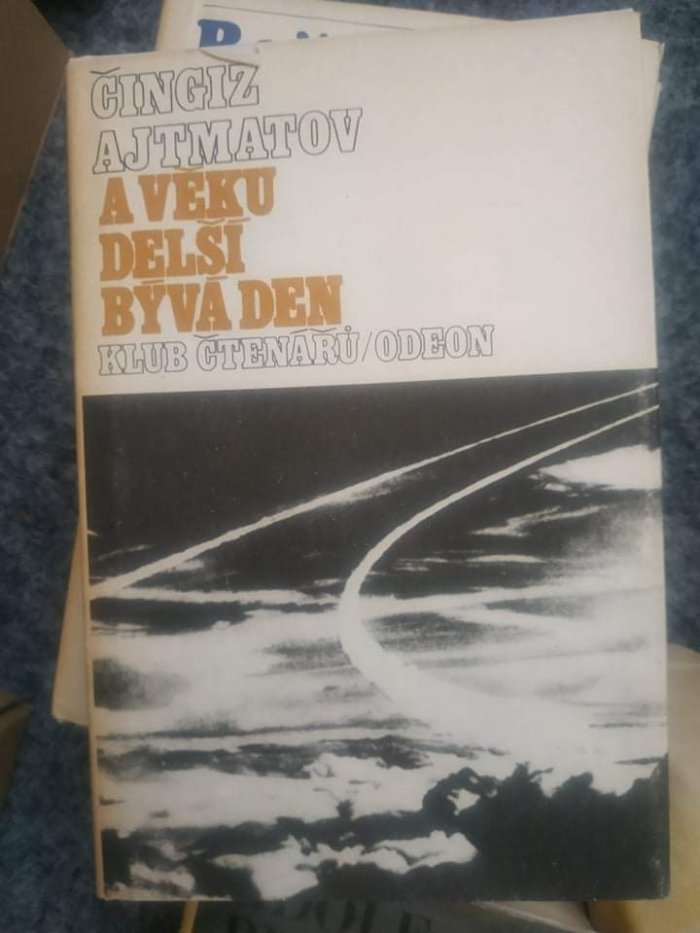 ČINGIZ
AJTMATOV
A VĚKU
DELŠÍ
BÝVÁ DEN
KLUB ČTENÁŘŮ/ODEON